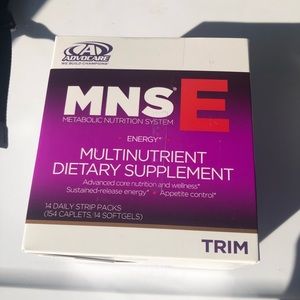 A
ADVOCARE
WE BUILD CHAMPIONS
MNS E
METABOLIC NUTRITION SYSTEM
ENERGY*
MULTINUTRIENT
DIETARY SUPPLEMENT
Advanced core nutrition and wellness*
Sustained-release energy* • Appetite control*
14 DAILY STRIP PACKS
(154 CAPLETS, 14 SOFTGELS)
TRIM